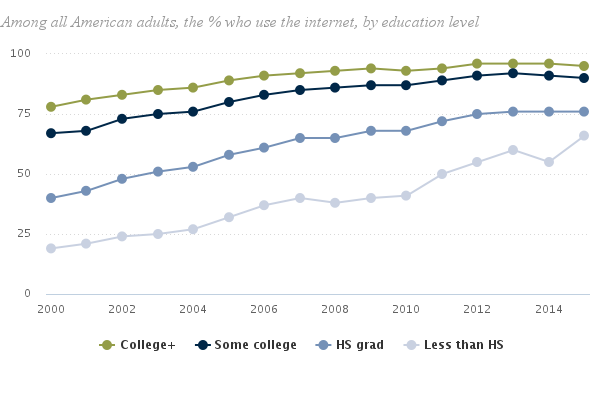 Among all American adults, the % who use the internet, by education level
100
75
50
25
0
2000 2002 2004 2006 2008 2010 2012 2014
College+ Some college HS grad Less than HS